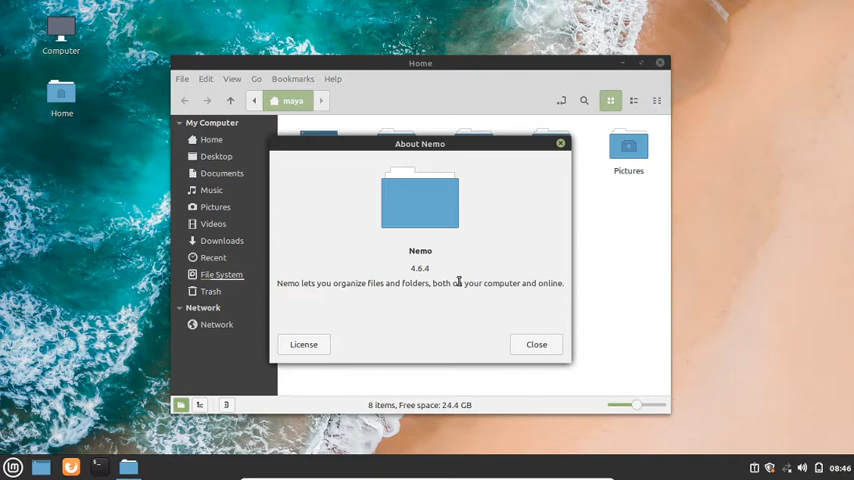 Computer
Home
Home
File Edit View Go Bookmarks Help
maya
My Computer
Home
Desktop
Documents
Music
Pictures
Videos
Downloads
Recent
File System
Trash
Network
Network
Pictures
About Nemo
Nemo
4.6.4
Nemo lets you organize files and folders, both on your computer and online.
License
Close
8 items, Free space: 24.4 GB
08:46